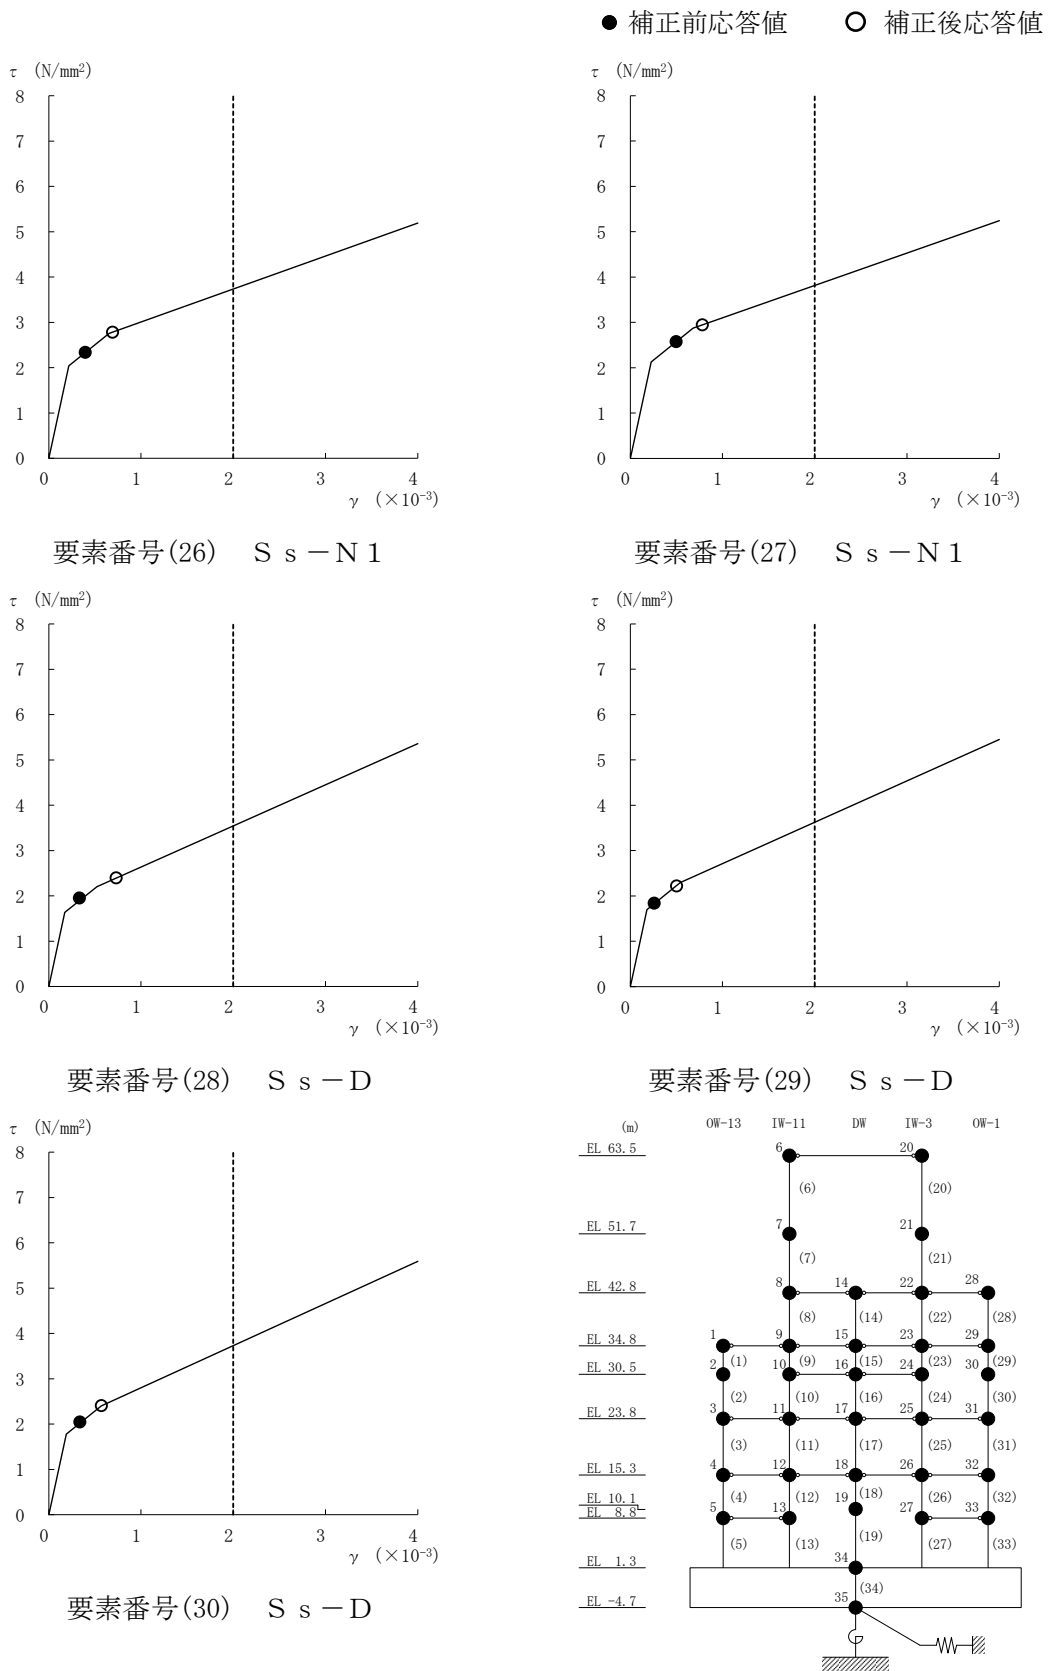 ● 補正前応答値 ○ 補正後応答値
τ (N/mm²)
8
7
6
5
4
3
2
1
0
0 1 2 3 4
γ (×10⁻³)
要素番号(26) Ｓｓ－Ｎ１
τ (N/mm²)
8
7
6
5
4
3
2
1
0
0 1 2 3 4
γ (×10⁻³)
要素番号(27) Ｓｓ－Ｎ１
τ (N/mm²)
8
7
6
5
4
3
2
1
0
0 1 2 3 4
γ (×10⁻³)
要素番号(28) Ｓｓ－Ｄ
τ (N/mm²)
8
7
6
5
4
3
2
1
0
0 1 2 3 4
γ (×10⁻³)
要素番号(29) Ｓｓ－Ｄ
τ (N/mm²)
8
7
6
5
4
3
2
1
0
0 1 2 3 4
γ (×10⁻³)
要素番号(30) Ｓｓ－Ｄ
(m) OW-13 IW-11 DW IW-3 OW-1
EL 63.5 6 20
(6) (20)
EL 51.7 7 21
(7) (21)
EL 42.8 8 14 22 28
(8) (14) (22) (28)
EL 34.8 1 9 15 23 29
(1) (9) (15) (23) (29)
EL 30.5 2 10 16 24 30
(2) (10) (16) (24) (30)
EL 23.8 3 11 17 25 31
(3) (11) (17) (25) (31)
EL 15.3 4 12 18 26 32
(4) (12) (18) (26) (32)
EL 10.1 19
EL 8.8 5 13 27 33
(5) (13) (19) (27) (33)
EL 1.3 34
(34)
EL -4.7 35